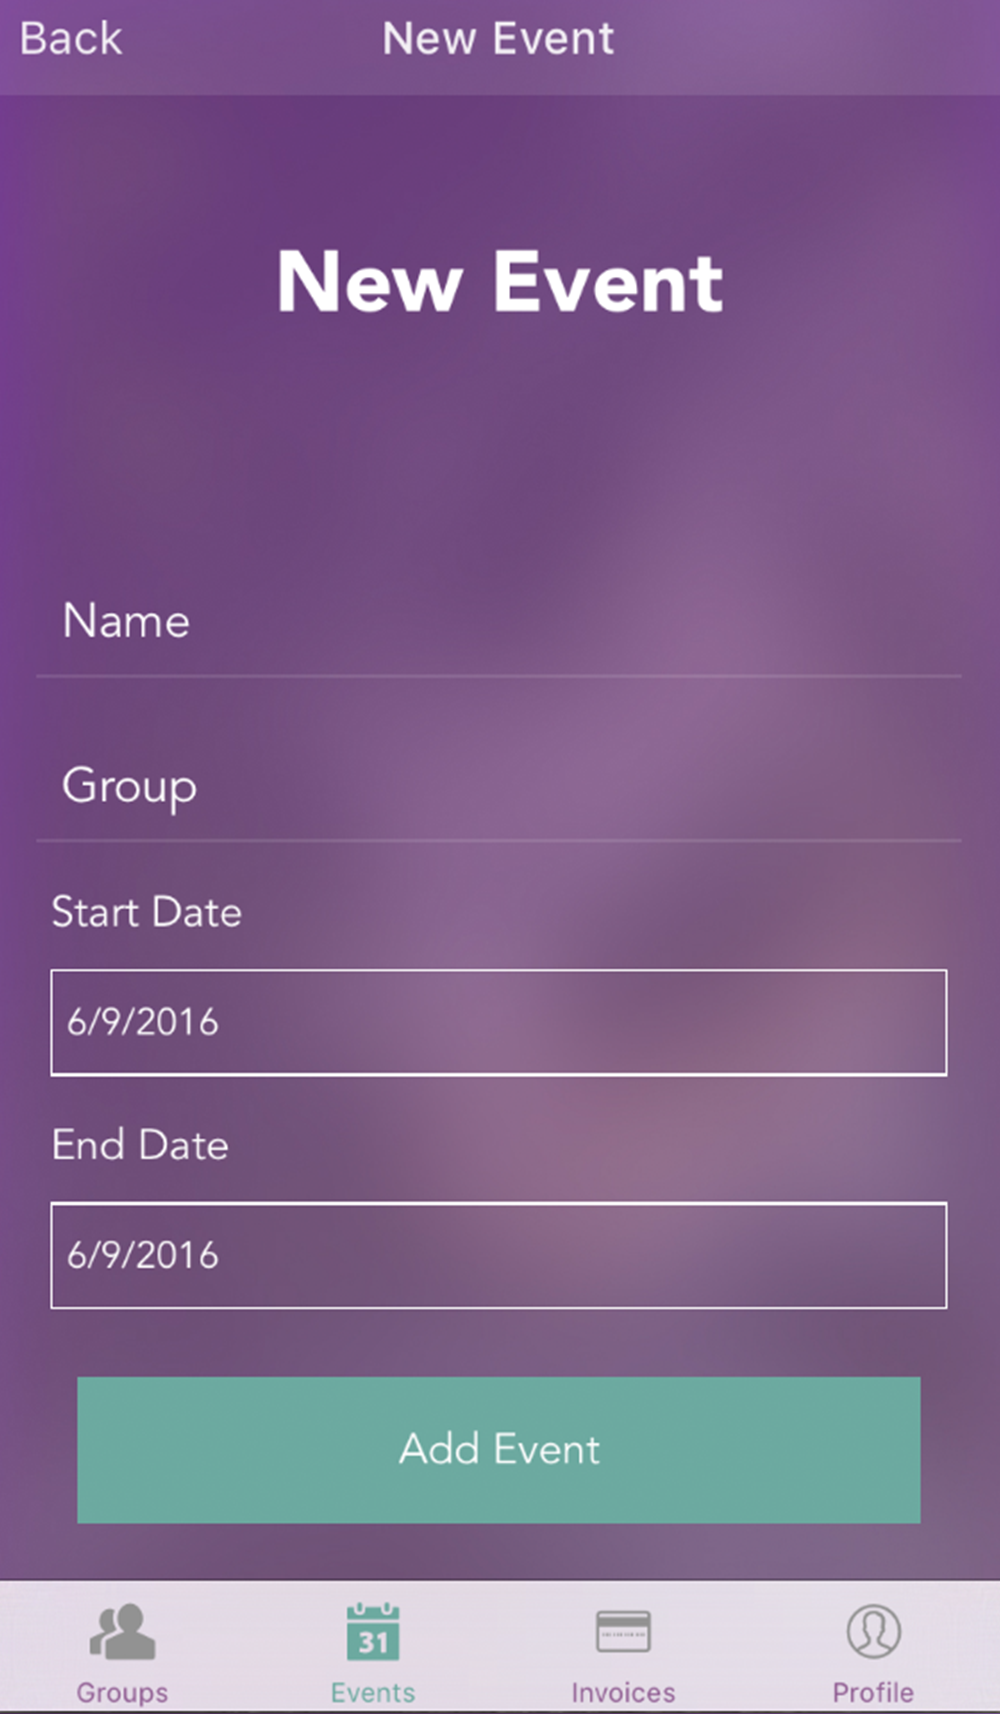 Back New Event
New Event
Name
Group
Start Date
6/9/2016
End Date
6/9/2016
Add Event
31
Groups Events Invoices Profile